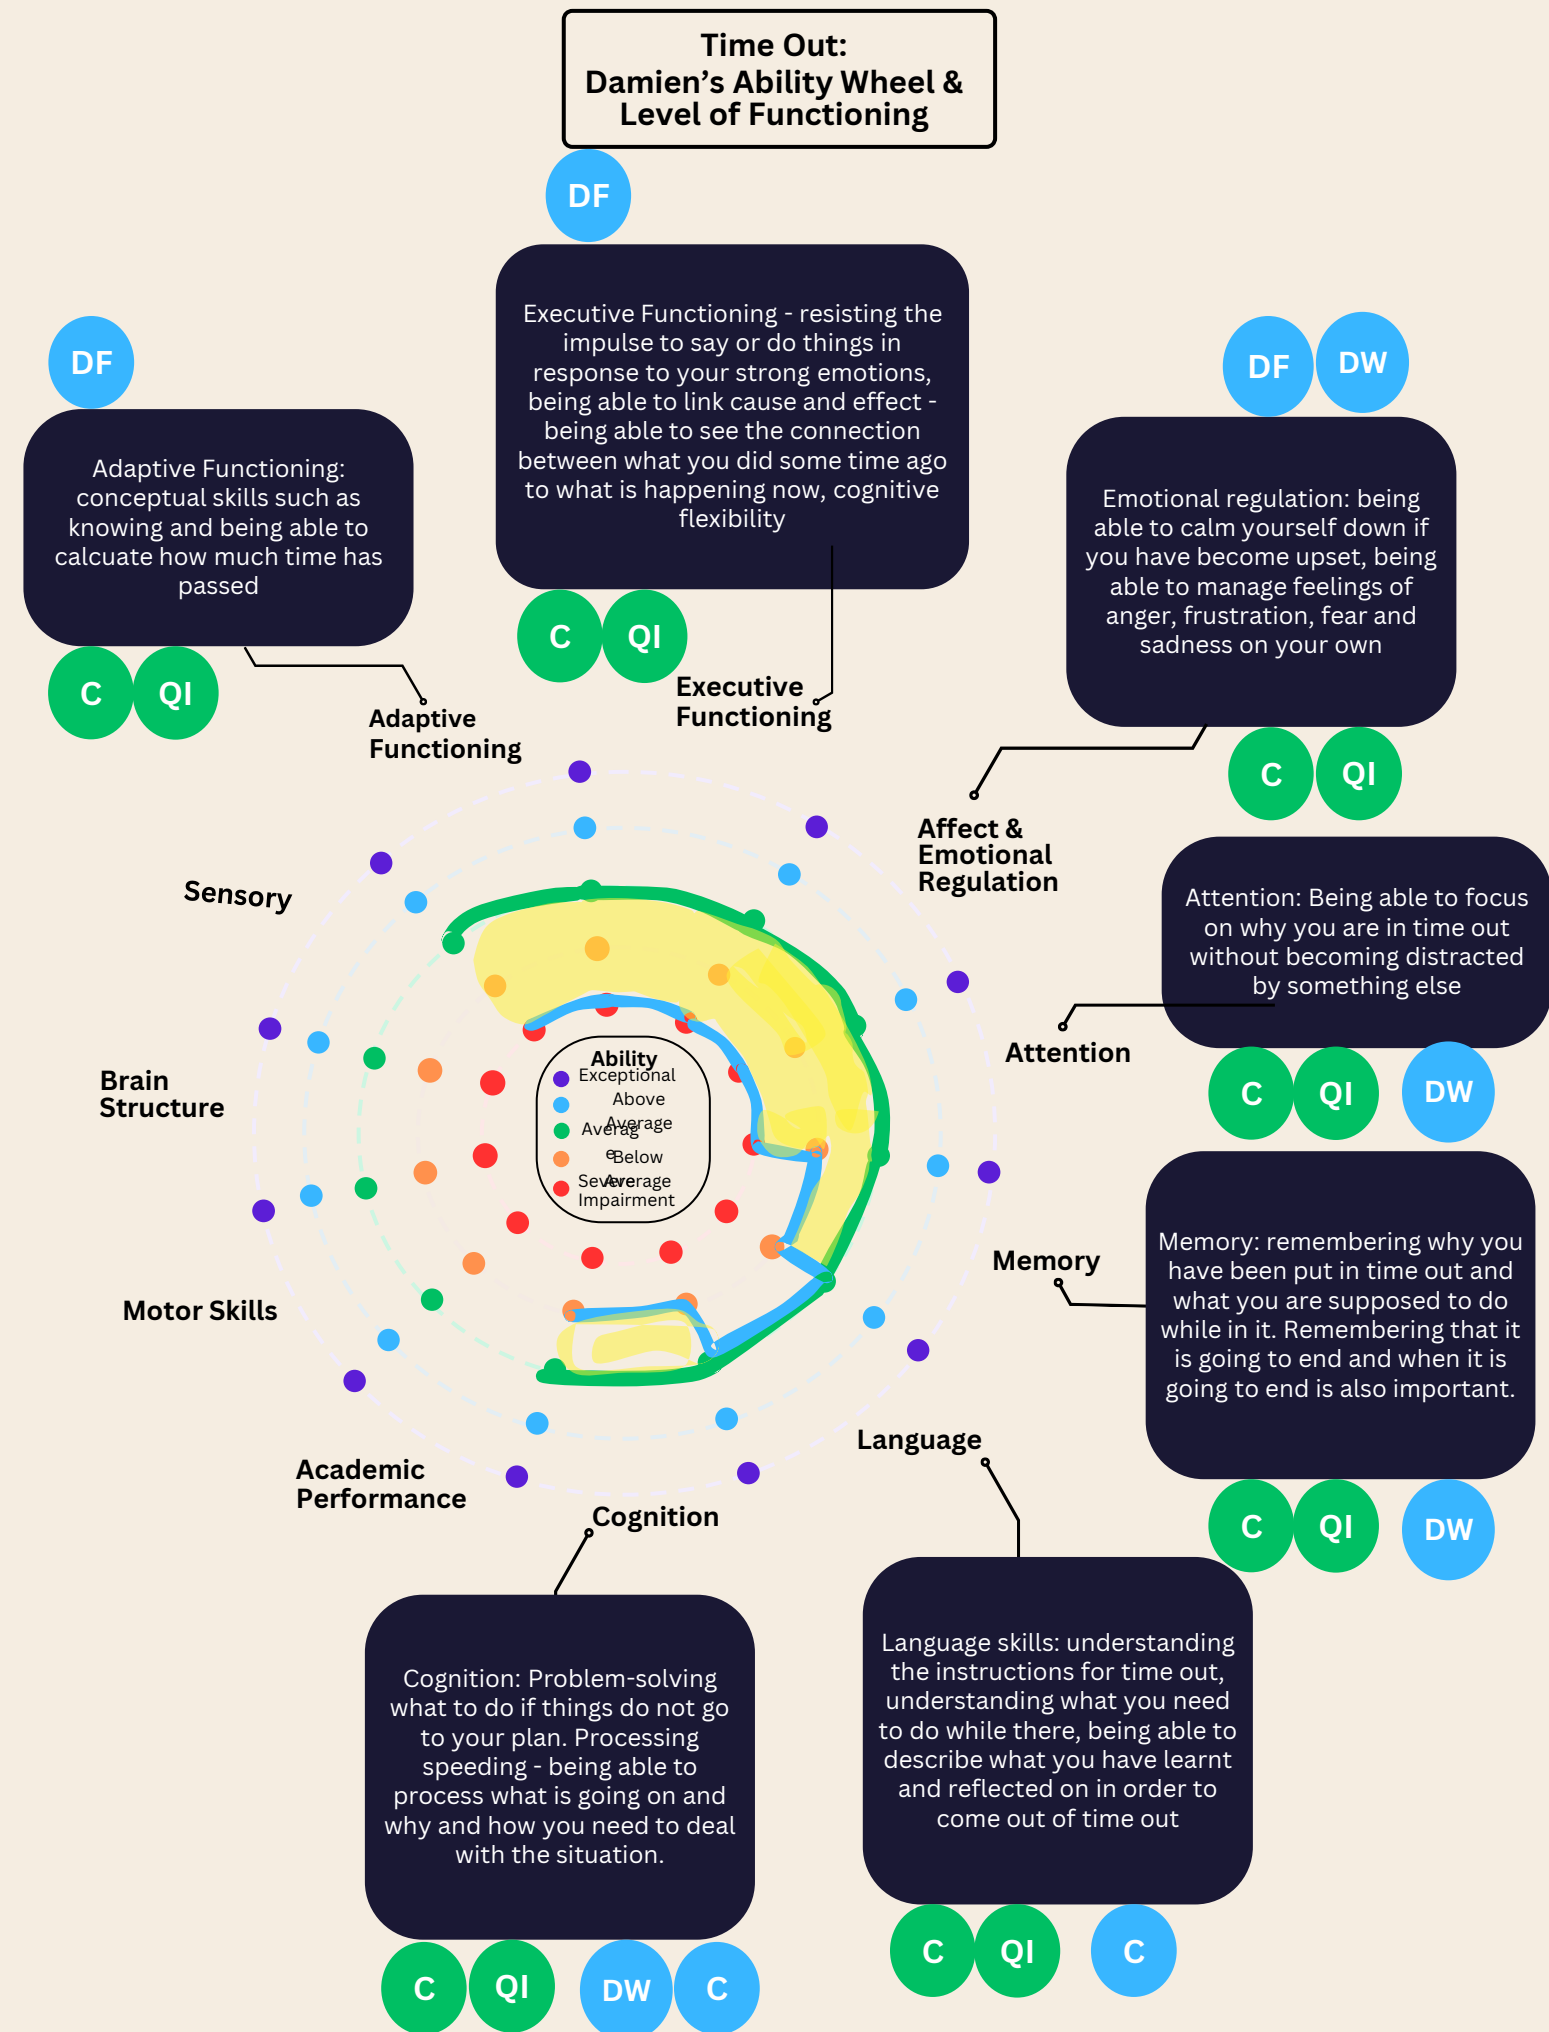 Time Out:
Damien’s Ability Wheel &
Level of Functioning
DF
Executive Functioning - resisting the
impulse to say or do things in
response to your strong emotions,
being able to link cause and effect -
being able to see the connection
between what you did some time ago
to what is happening now, cognitive
flexibility
C QI
DF
Adaptive Functioning:
conceptual skills such as
knowing and being able to
calcuate how much time has
passed
C QI
DF DW
Emotional regulation: being
able to calm yourself down if
you have become upset, being
able to manage feelings of
anger, frustration, fear and
sadness on your own
C QI
Executive
Functioning
Adaptive
Functioning
Affect &
Emotional
Regulation
Attention: Being able to focus
on why you are in time out
without becoming distracted
by something else
C QI DW
Sensory
Attention
Brain
Structure
Ability
Exceptional
Above
Average
Averag
e
Below
Average
Severe
Impairment
Memory: remembering why you
have been put in time out and
what you are supposed to do
while in it. Remembering that it
is going to end and when it is
going to end is also important.
C QI DW
Memory
Motor Skills
Language
Academic
Performance
Cognition
Language skills: understanding
the instructions for time out,
understanding what you need
to do while there, being able to
describe what you have learnt
and reflected on in order to
come out of time out
C QI C
Cognition: Problem-solving
what to do if things do not go
to your plan. Processing
speeding - being able to
process what is going on and
why and how you need to deal
with the situation.
C QI DW C